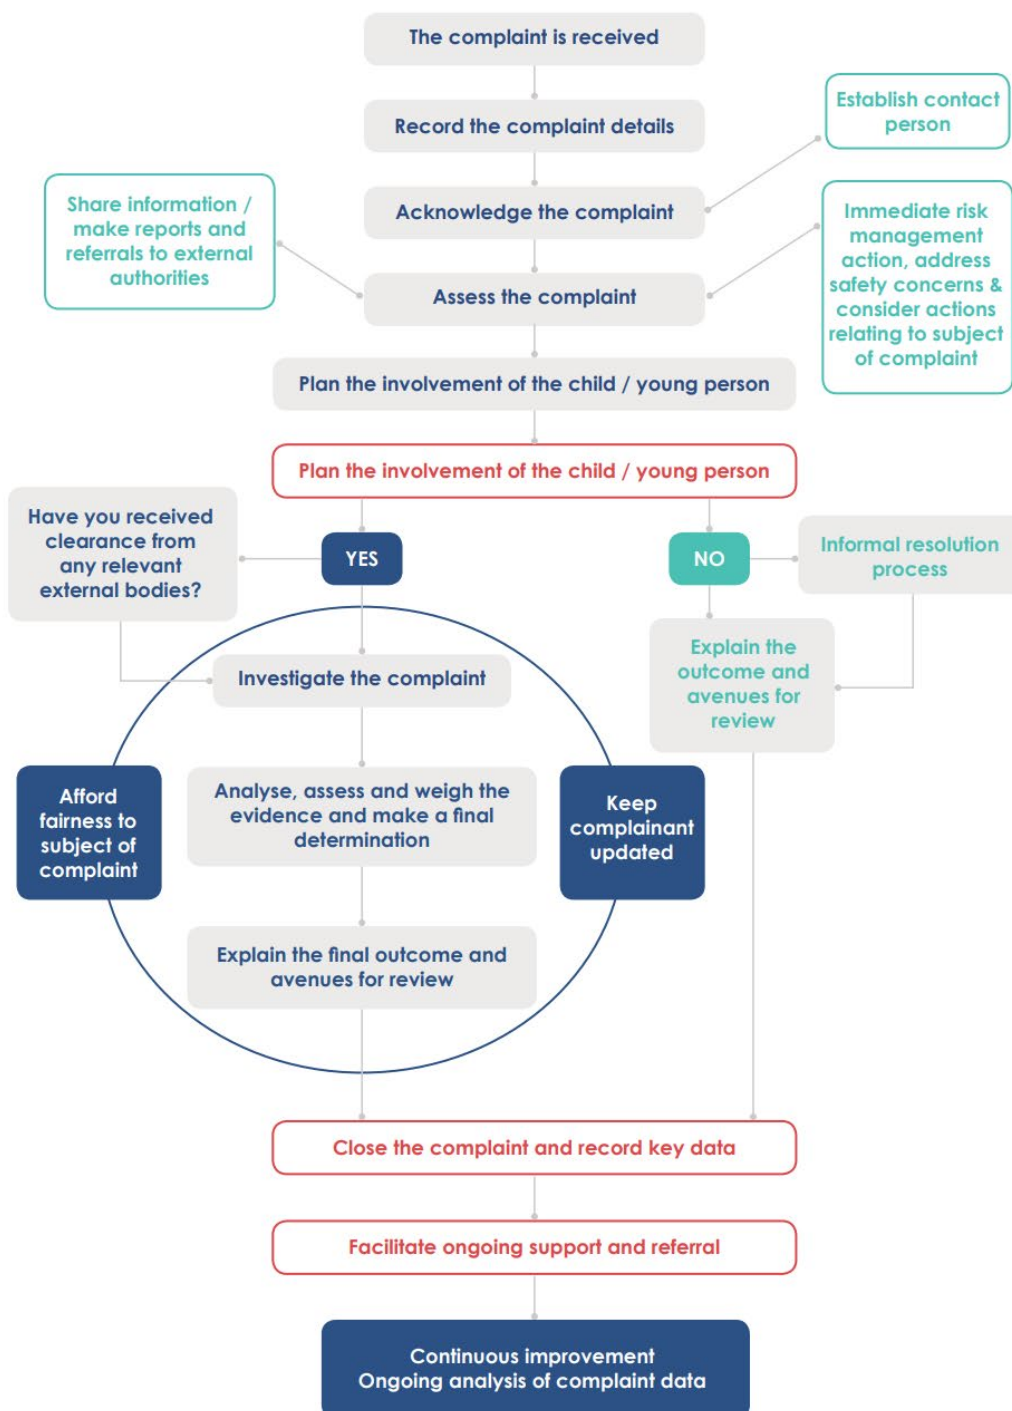 The complaint is received
Record the complaint details
Establish contact
person
Acknowledge the complaint
Share information /
make reports and
referrals to external
authorities
Immediate risk
management
action, address
safety concerns &
consider actions
relating to subject
of complaint
Assess the complaint
Plan the involvement of the child / young person
Plan the involvement of the child / young person
Have you received
clearance from
any relevant
external bodies?
YES
NO
Informal resolution
process
Investigate the complaint
Explain the
outcome and
avenues for
review
Afford
fairness to
subject of
complaint
Analyse, assess and weigh the
evidence and make a final
determination
Keep
complainant
updated
Explain the final outcome and
avenues for review
Close the complaint and record key data
Facilitate ongoing support and referral
Continuous improvement
Ongoing analysis of complaint data